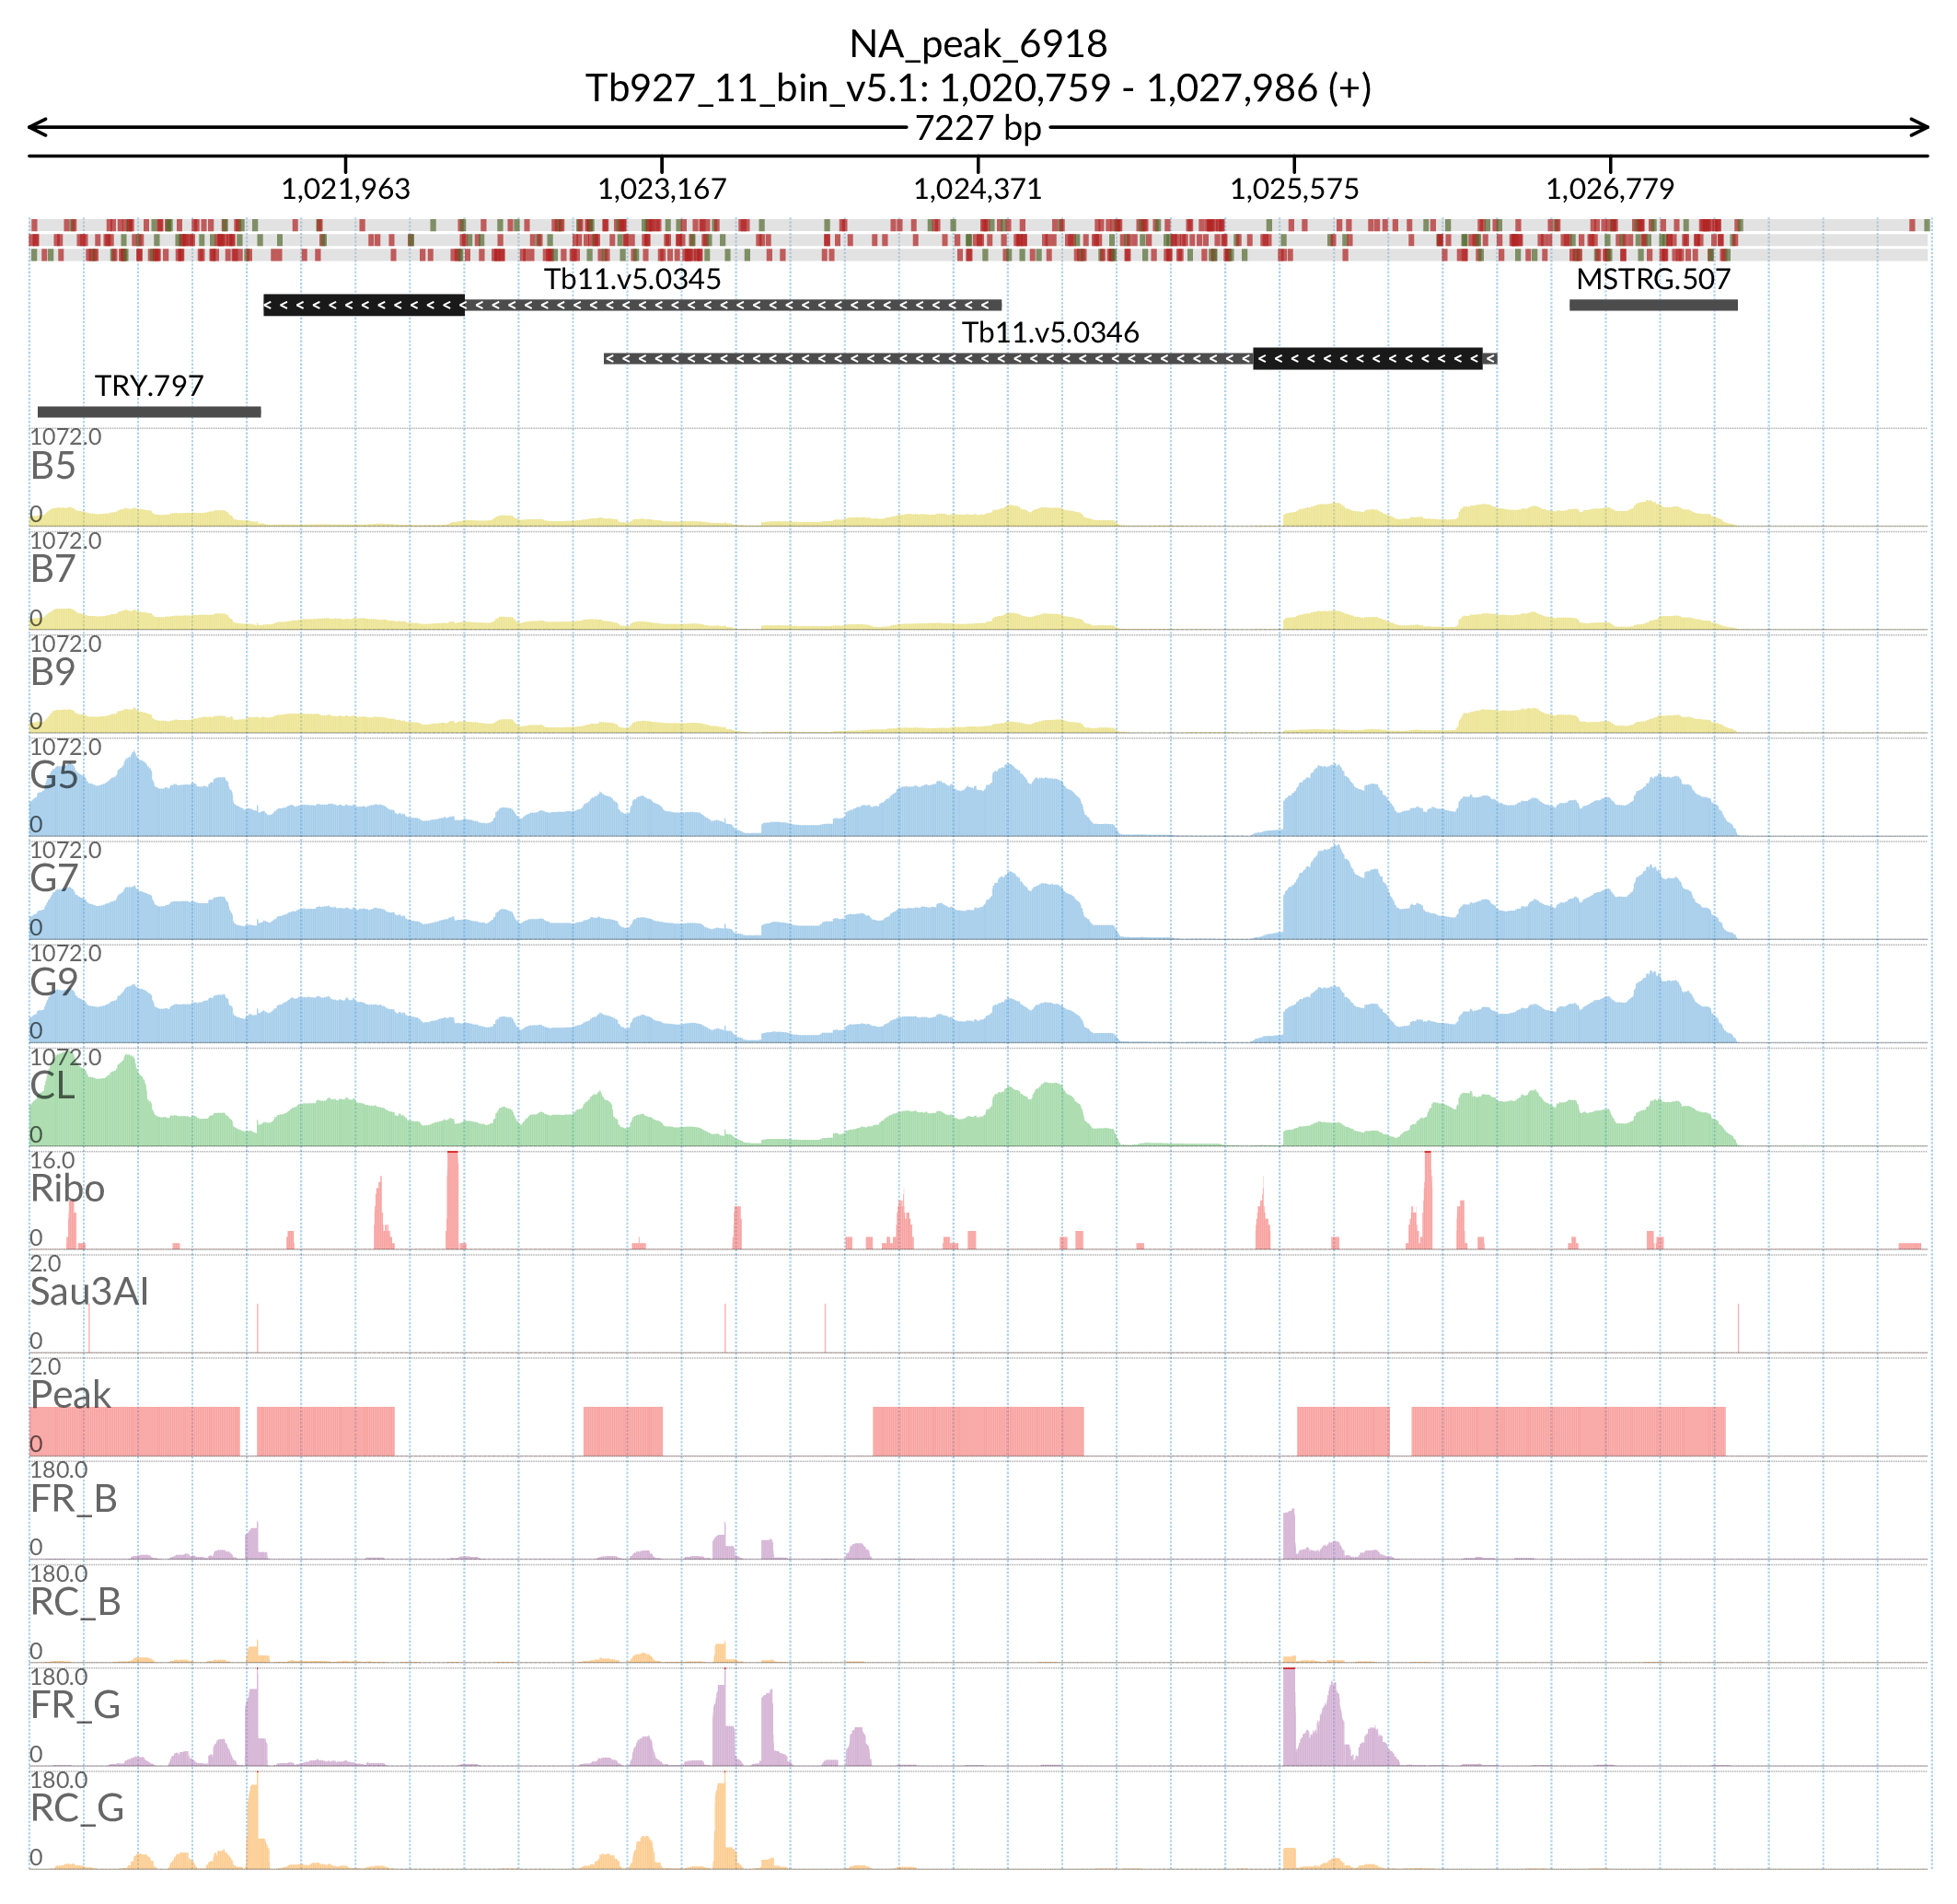 NA_peak_6918
Tb927_11_bin_v5.1: 1,020,759 - 1,027,986 (+)
7227 bp
1,021,963 1,023,167 1,024,371 1,025,575 1,026,779
Tb11.v5.0345 MSTRG.507
Tb11.v5.0346
TRY.797
1072.0
B5
0
1072.0
B7
0
1072.0
B9
0
1072.0
G5
0
1072.0
G7
0
1072.0
G9
0
1072.0
CL
0
16.0
Ribo
0
2.0
Sau3AI
0
2.0
Peak
0
180.0
FR_B
0
180.0
RC_B
0
180.0
FR_G
0
180.0
RC_G
0